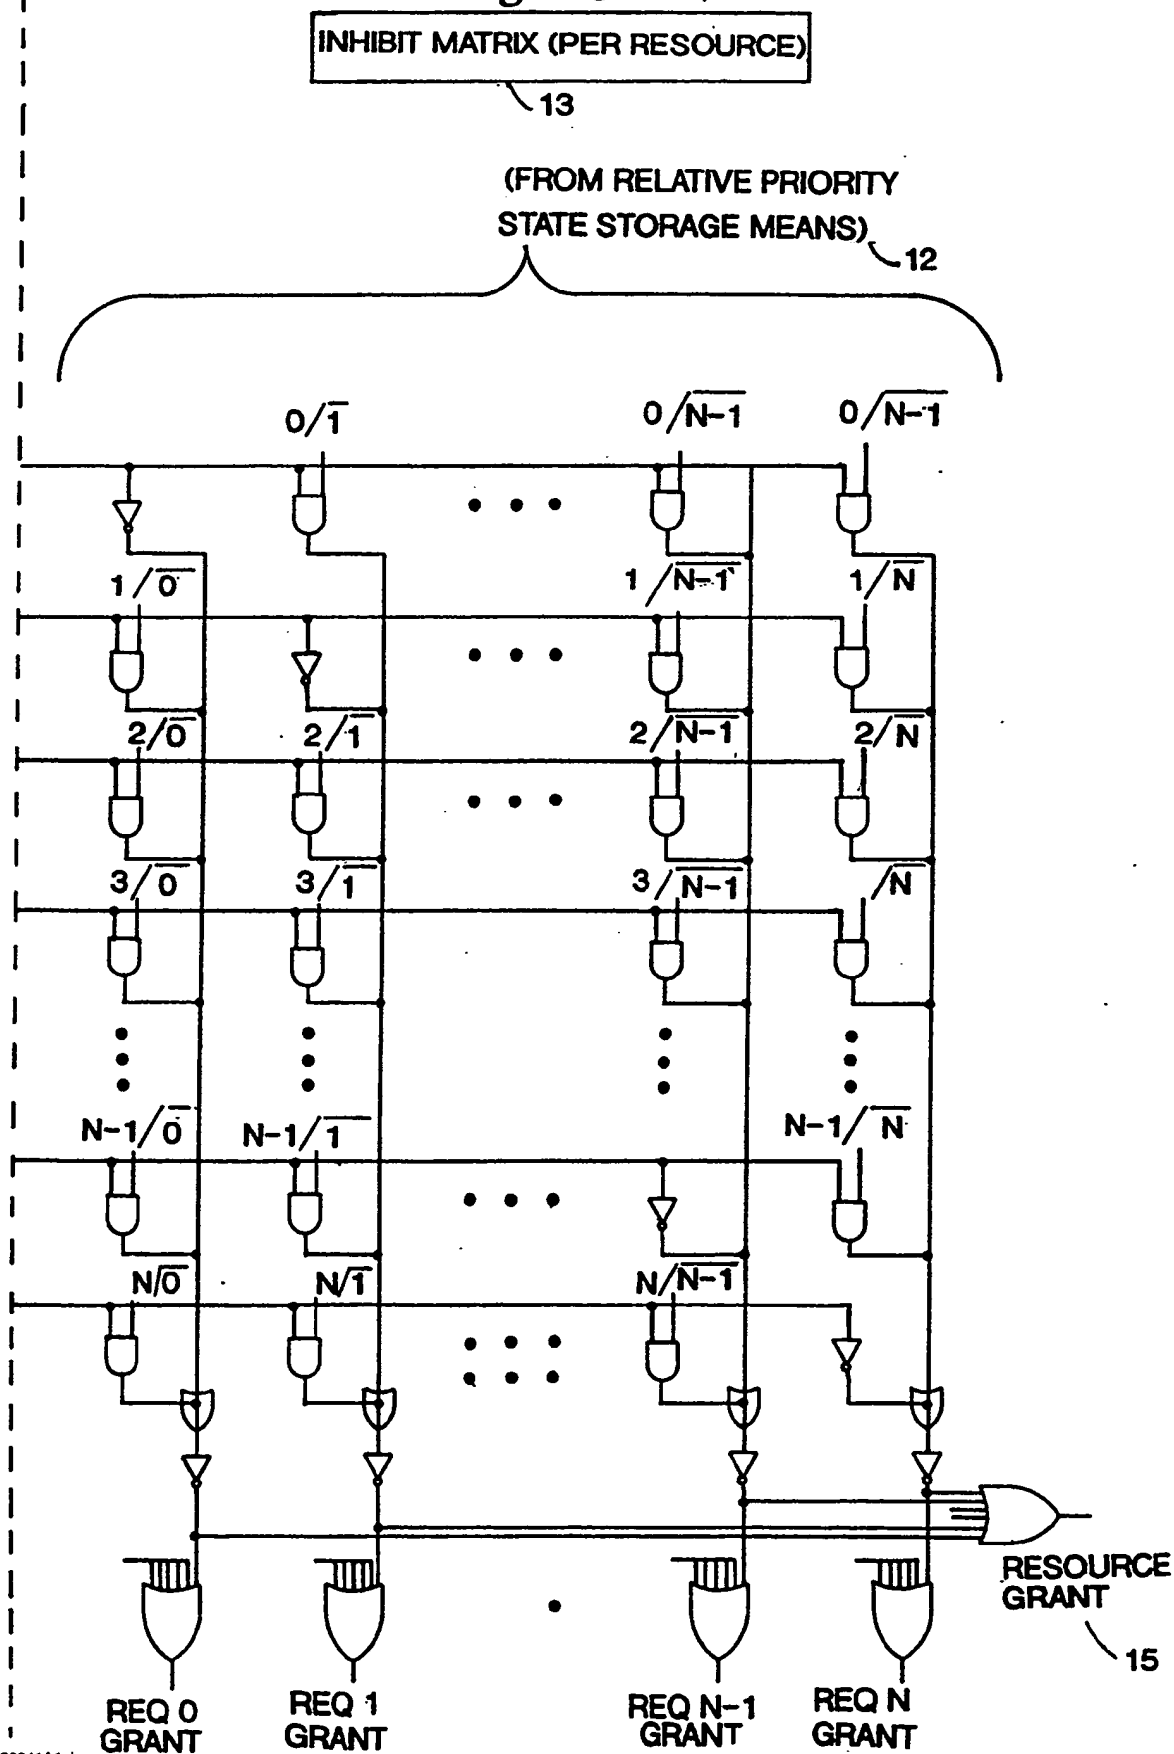 INHIBIT MATRIX (PER RESOURCE)
13
(FROM RELATIVE PRIORITY
STATE STORAGE MEANS)
12
0/1̅ 0/N̅-̅1̅ 0/N̅-̅1̅
1/0̅ 1/N̅-̅1̅ 1/N̅
2/0̅ 2/1̅ 2/N̅-̅1̅ 2/N̅
3/0̅ 3/1̅ 3/N̅-̅1̅ /N̅
N-1/0̅ N-1/1̅ N-1/N̅
N/0̅ N/1̅ N/N̅-̅1̅
RESOURCE
GRANT
15
REQ 0
GRANT
REQ 1
GRANT
REQ N-1
GRANT
REQ N
GRANT